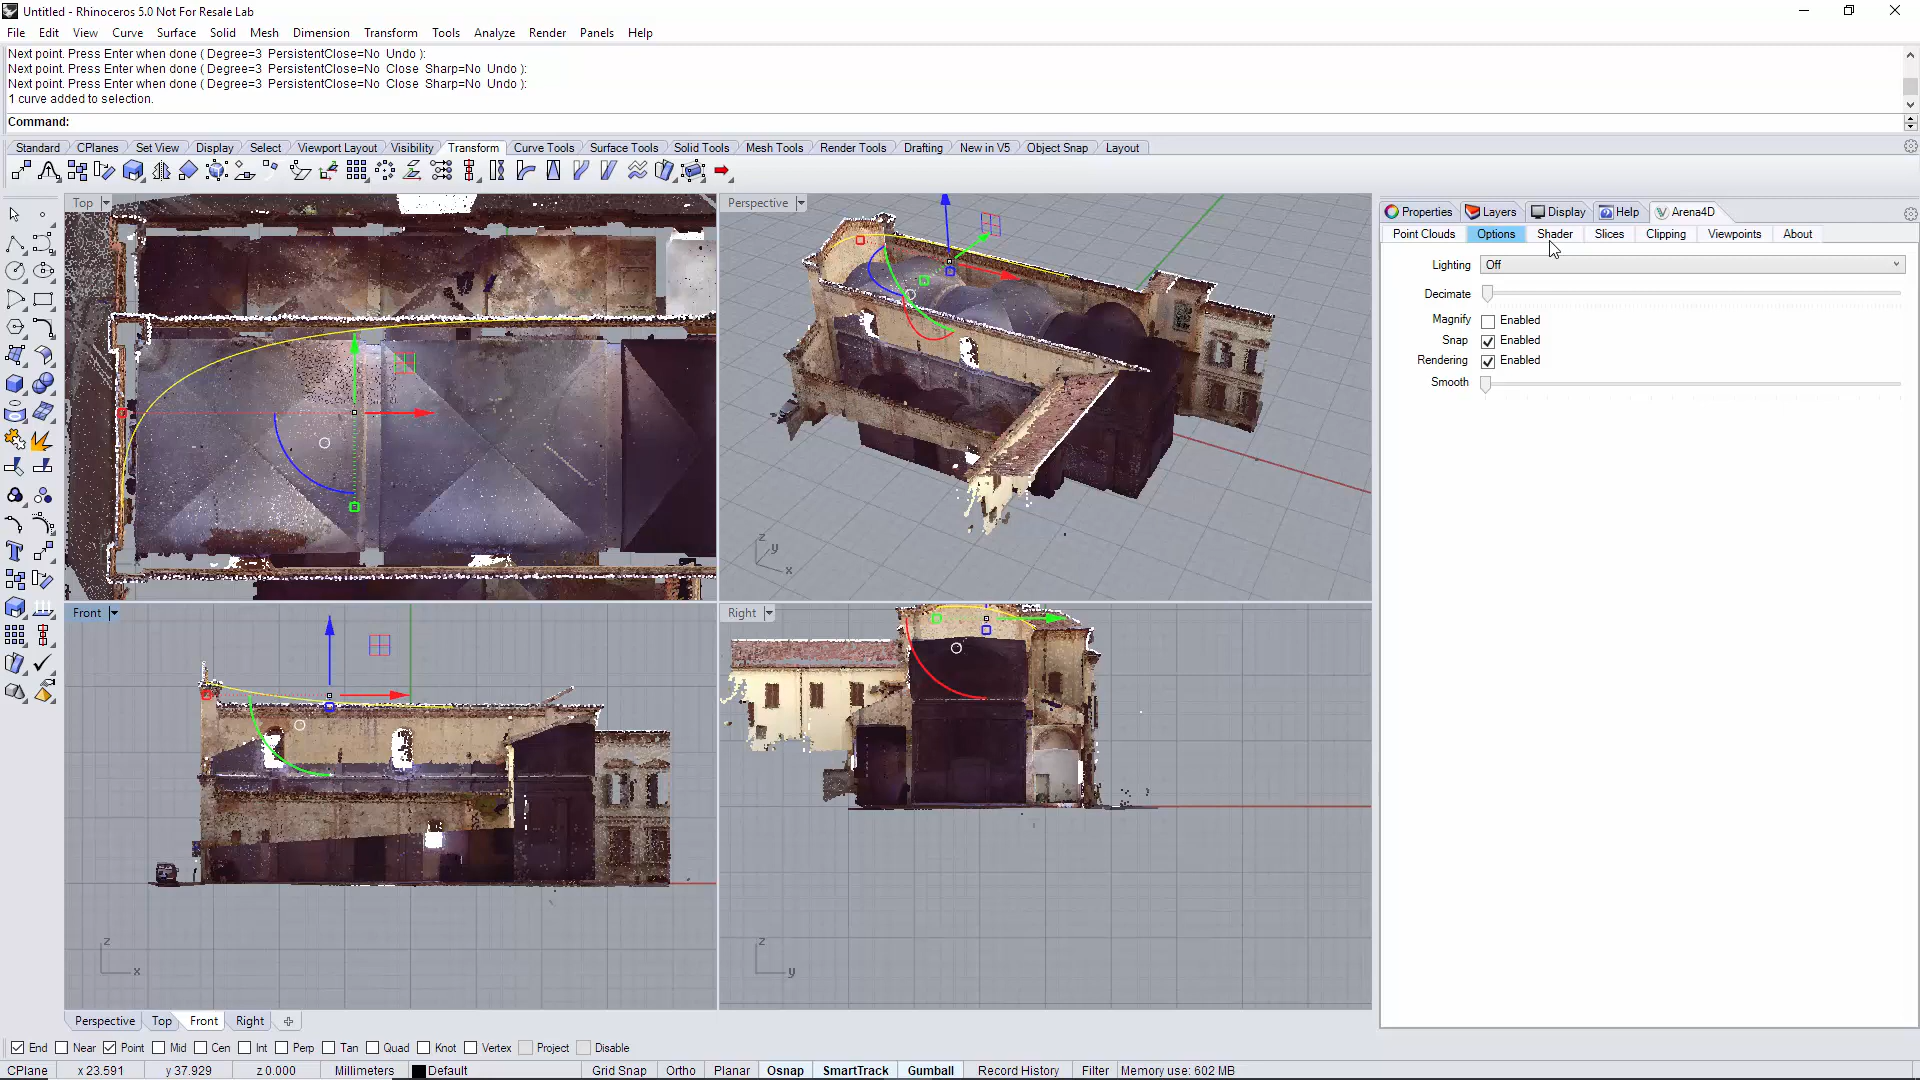 Untitled - Rhinoceros 5.0 Not For Resale Lab
File Edit View Curve Surface Solid Mesh Dimension Transform Tools Analyze Render Panels Help
Next point. Press Enter when done ( Degree=3 PersistentClose=No Undo ):
Next point. Press Enter when done ( Degree=3 PersistentClose=No Close Sharp=No Undo ):
Next point. Press Enter when done ( Degree=3 PersistentClose=No Close Sharp=No Undo ):
1 curve added to selection.
Command:
Standard CPlanes Set View Display Select Viewport Layout Visibility Transform Curve Tools Surface Tools Solid Tools Mesh Tools Render Tools Drafting New in V5 Object Snap Layout
Top
Perspective
Properties Layers Display Help Arena4D
Point Clouds Options Shader Slices Clipping Viewpoints About
Lighting Off
Decimate
Magnify Enabled
Snap Enabled
Rendering Enabled
Smooth
z
y
x
Front
Right
z
x
z
y
Perspective Top Front Right
End Near Point Mid Cen Int Perp Tan Quad Knot Vertex Project Disable
CPlane x 23.591 y 37.929 z 0.000 Millimeters Default Grid Snap Ortho Planar Osnap SmartTrack Gumball Record History Filter Memory use: 602 MB